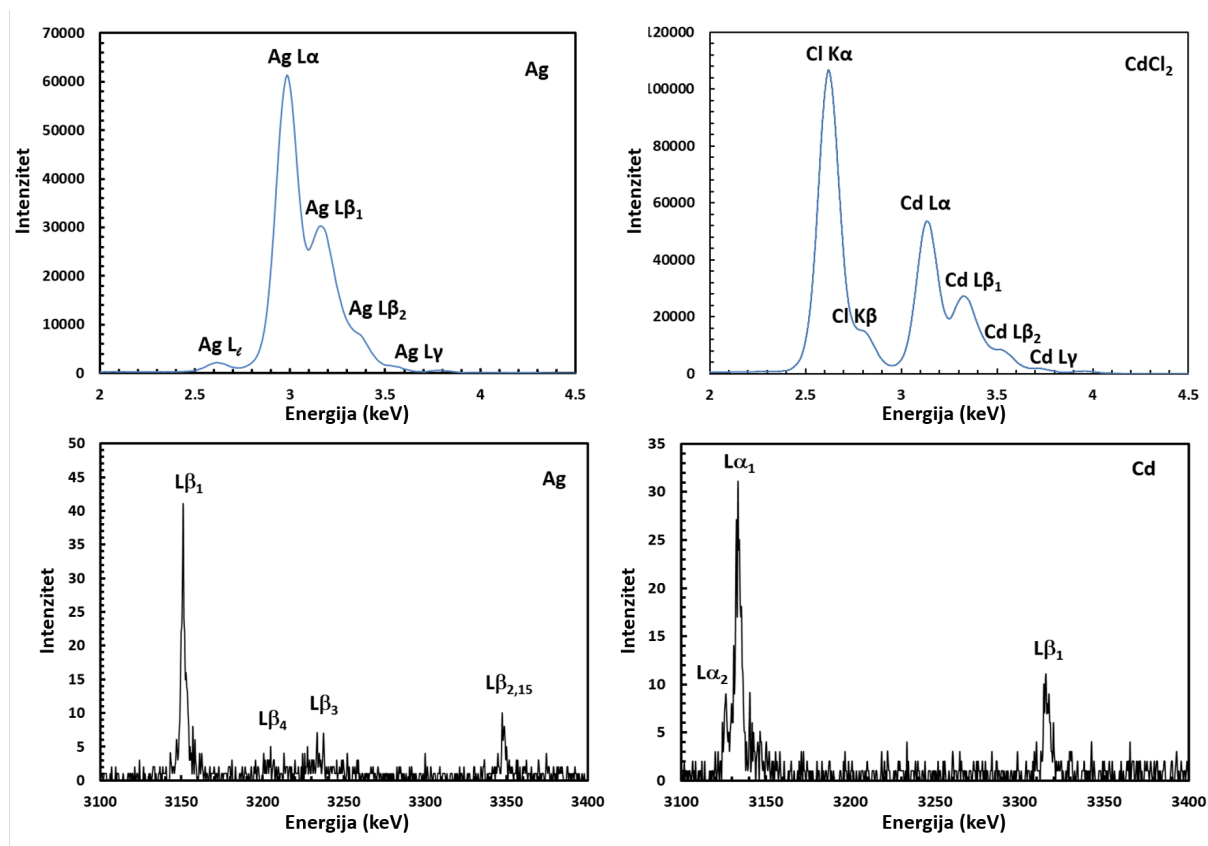 70000
60000
50000
40000
30000
20000
10000
0
Intenzitet
Ag
Ag Lα
Ag Lβ1
Ag Lβ2
Ag Lℓ
Ag Lγ
2 2.5 3 3.5 4 4.5
Energija (keV)
120000
100000
80000
60000
40000
20000
0
Intenzitet
CdCl2
Cl Kα
Cd Lα
Cd Lβ1
Cl Kβ
Cd Lβ2
Cd Lγ
2 2.5 3 3.5 4 4.5
Energija (keV)
50
45
40
35
30
25
20
15
10
5
0
Intenzitet
Ag
Lβ1
Lβ4
Lβ3
Lβ2,15
3100 3150 3200 3250 3300 3350 3400
Energija (keV)
35
30
25
20
15
10
5
0
Intenzitet
Cd
Lα1
Lα2
Lβ1
3100 3150 3200 3250 3300 3350 3400
Energija (keV)